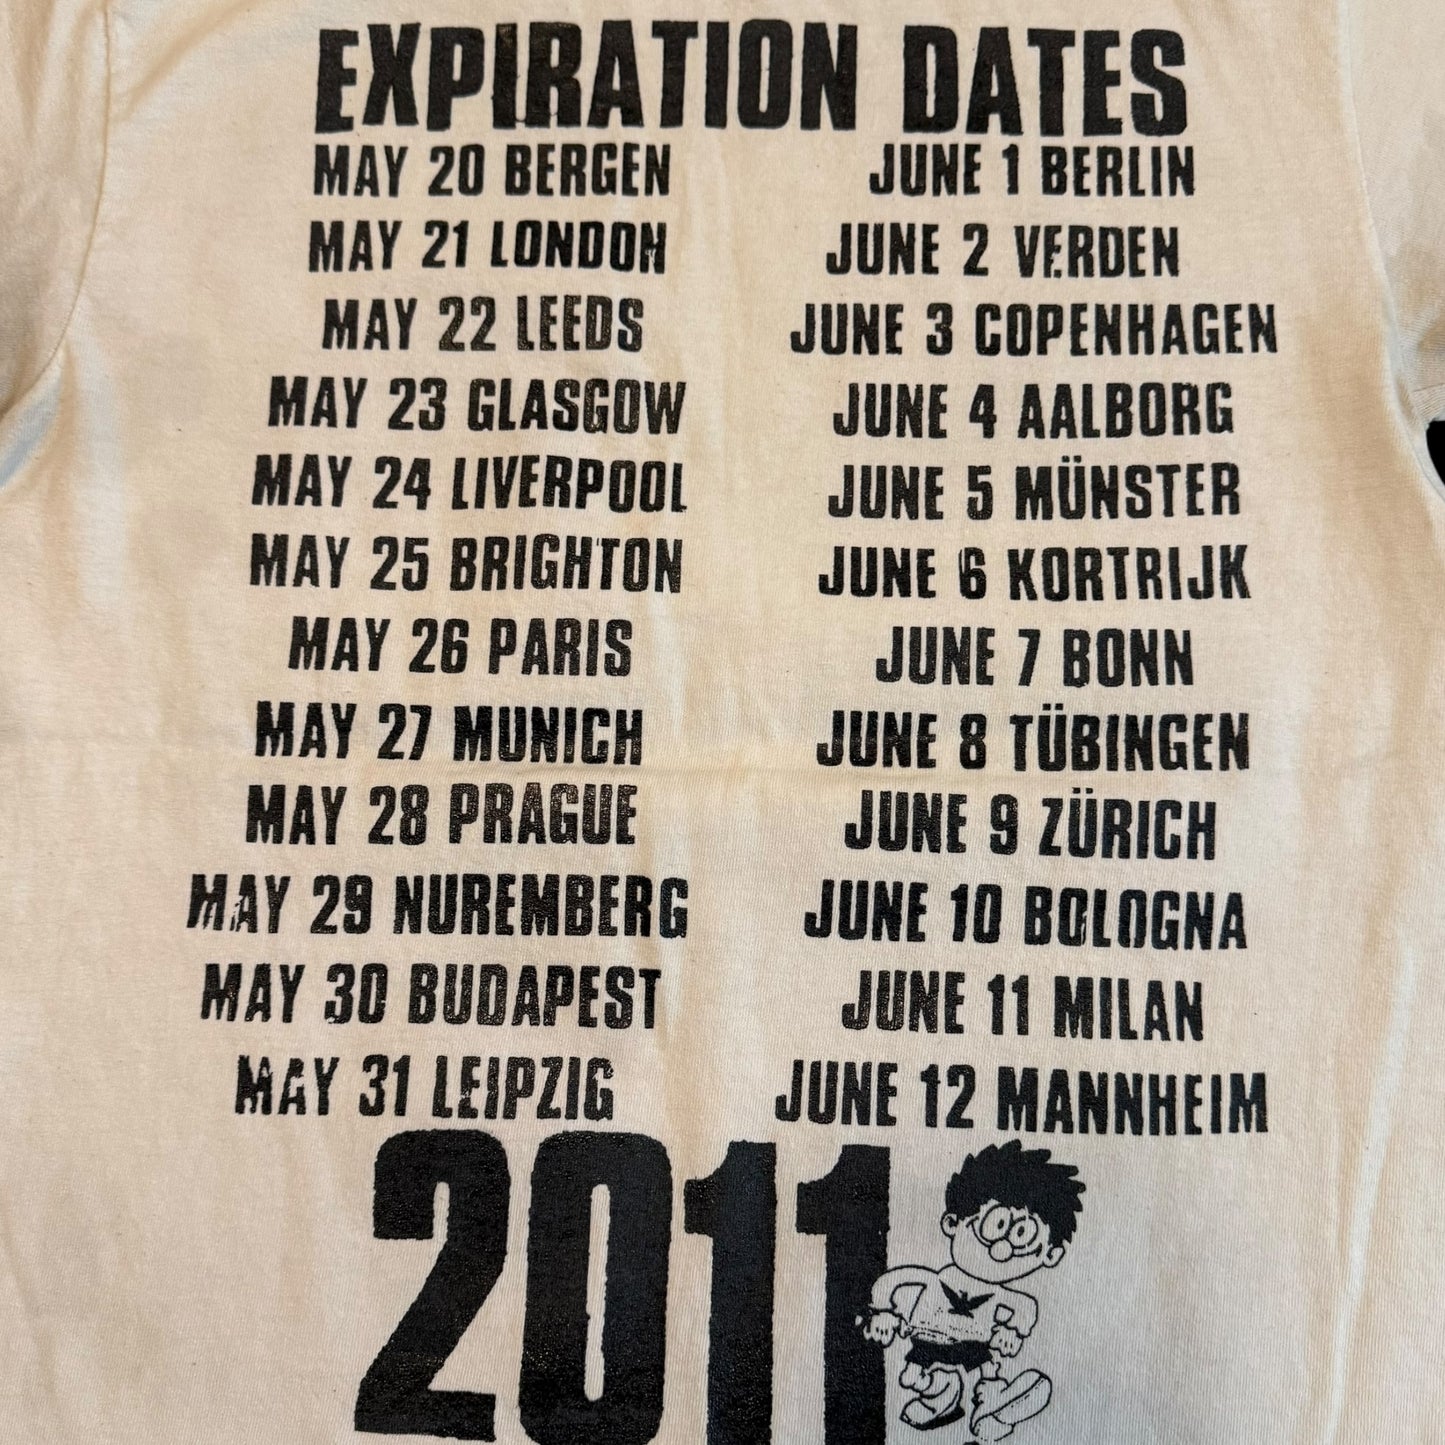 EXPIRATION DATES
MAY 20 BERGEN
MAY 21 LONDON
MAY 22 LEEDS
MAY 23 GLASGOW
MAY 24 LIVERPOOL
MAY 25 BRIGHTON
MAY 26 PARIS
MAY 27 MUNICH
MAY 28 PRAGUE
MAY 29 NUREMBERG
MAY 30 BUDAPEST
MAY 31 LEIPZIG
JUNE 1 BERLIN
JUNE 2 VERDEN
JUNE 3 COPENHAGEN
JUNE 4 AALBORG
JUNE 5 MÜNSTER
JUNE 6 KORTRIJK
JUNE 7 BONN
JUNE 8 TÜBINGEN
JUNE 9 ZÜRICH
JUNE 10 BOLOGNA
JUNE 11 MILAN
JUNE 12 MANNHEIM
2011